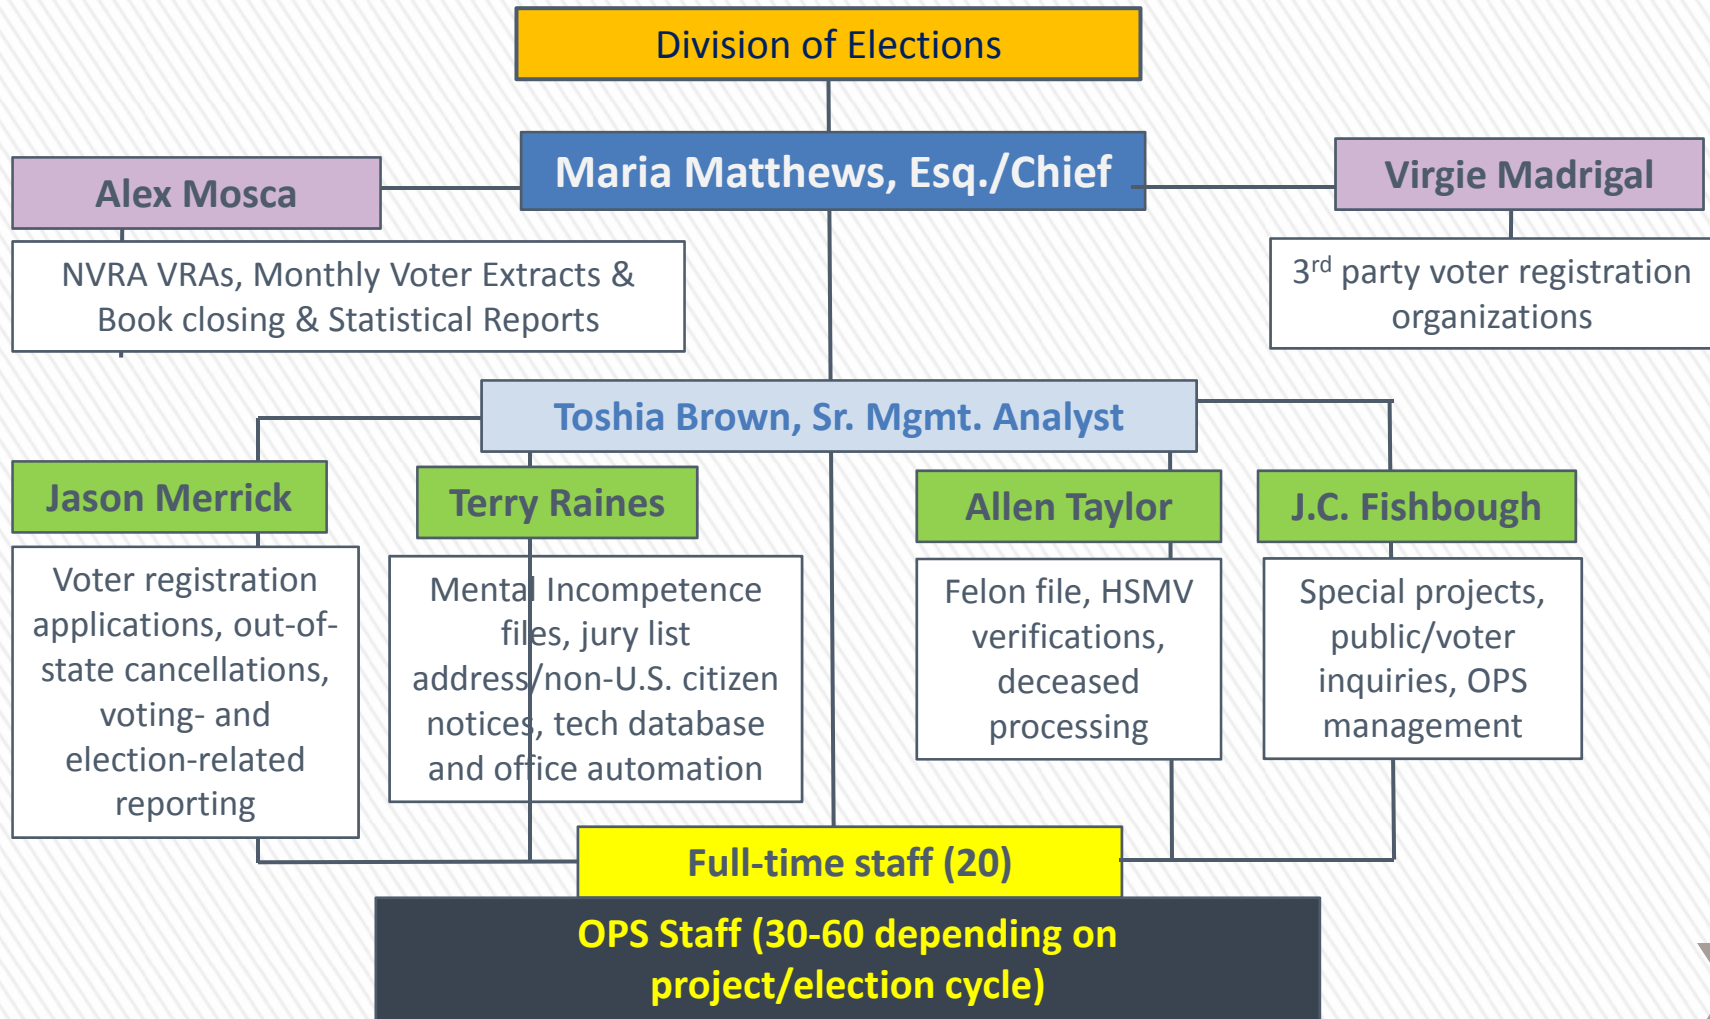 Division of Elections
Alex Mosca
Maria Matthews, Esq./Chief
Virgie Madrigal
NVRA VRAs, Monthly Voter Extracts &
Book closing & Statistical Reports
3rd party voter registration
organizations
Toshia Brown, Sr. Mgmt. Analyst
Jason Merrick
Terry Raines
Allen Taylor
J.C. Fishbough
Voter registration
applications, out-of-
state cancellations,
voting- and
election-related
reporting
Mental Incompetence
files, jury list
address/non-U.S. citizen
notices, tech database
and office automation
Felon file, HSMV
verifications,
deceased
processing
Special projects,
public/voter
inquiries, OPS
management
Full-time staff (20)
OPS Staff (30-60 depending on
project/election cycle)